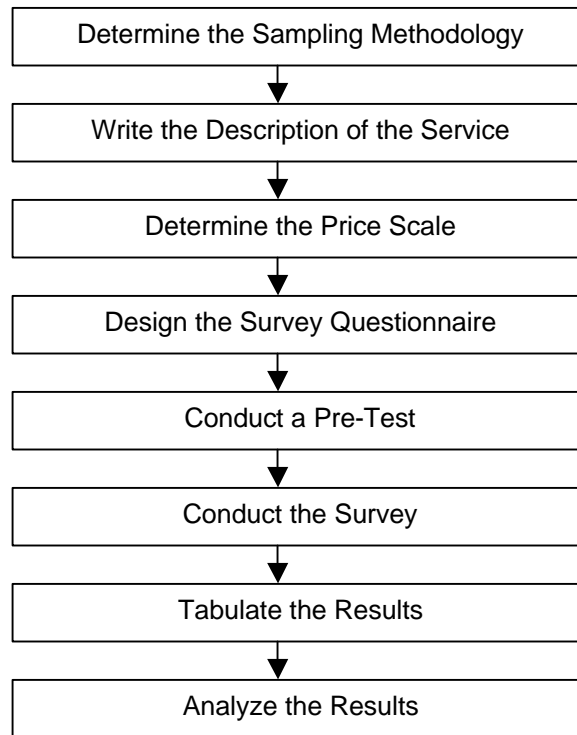 Determine the Sampling Methodology
Write the Description of the Service
Determine the Price Scale
Design the Survey Questionnaire
Conduct a Pre-Test
Conduct the Survey
Tabulate the Results
Analyze the Results